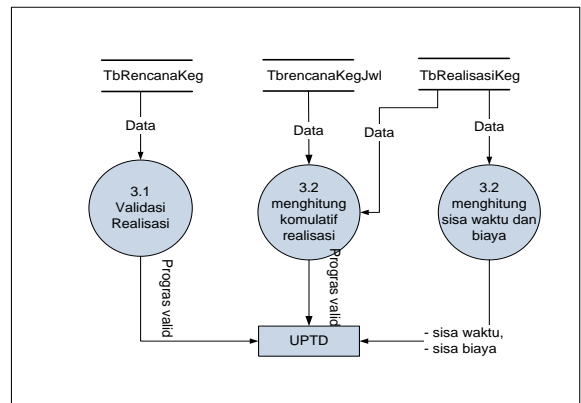 TbRencanaKeg
TbrencanaKegJwl
TbRealisasiKeg
Data
Data
Data
Data
3.1
Validasi
Realisasi
3.2
menghitung
komulatif
realisasi
3.2
menghitung
sisa waktu dan
biaya
Progras valid
Progras valid
UPTD
- sisa waktu,
- sisa biaya